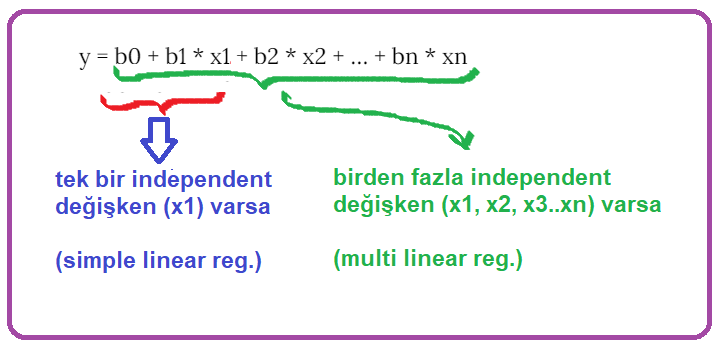 y = b0 + b1 * x1 + b2 * x2 + ... + bn * xn
tek bir independent
değişken (x1) varsa
(simple linear reg.)
birden fazla independent
değişken (x1, x2, x3..xn) varsa
(multi linear reg.)